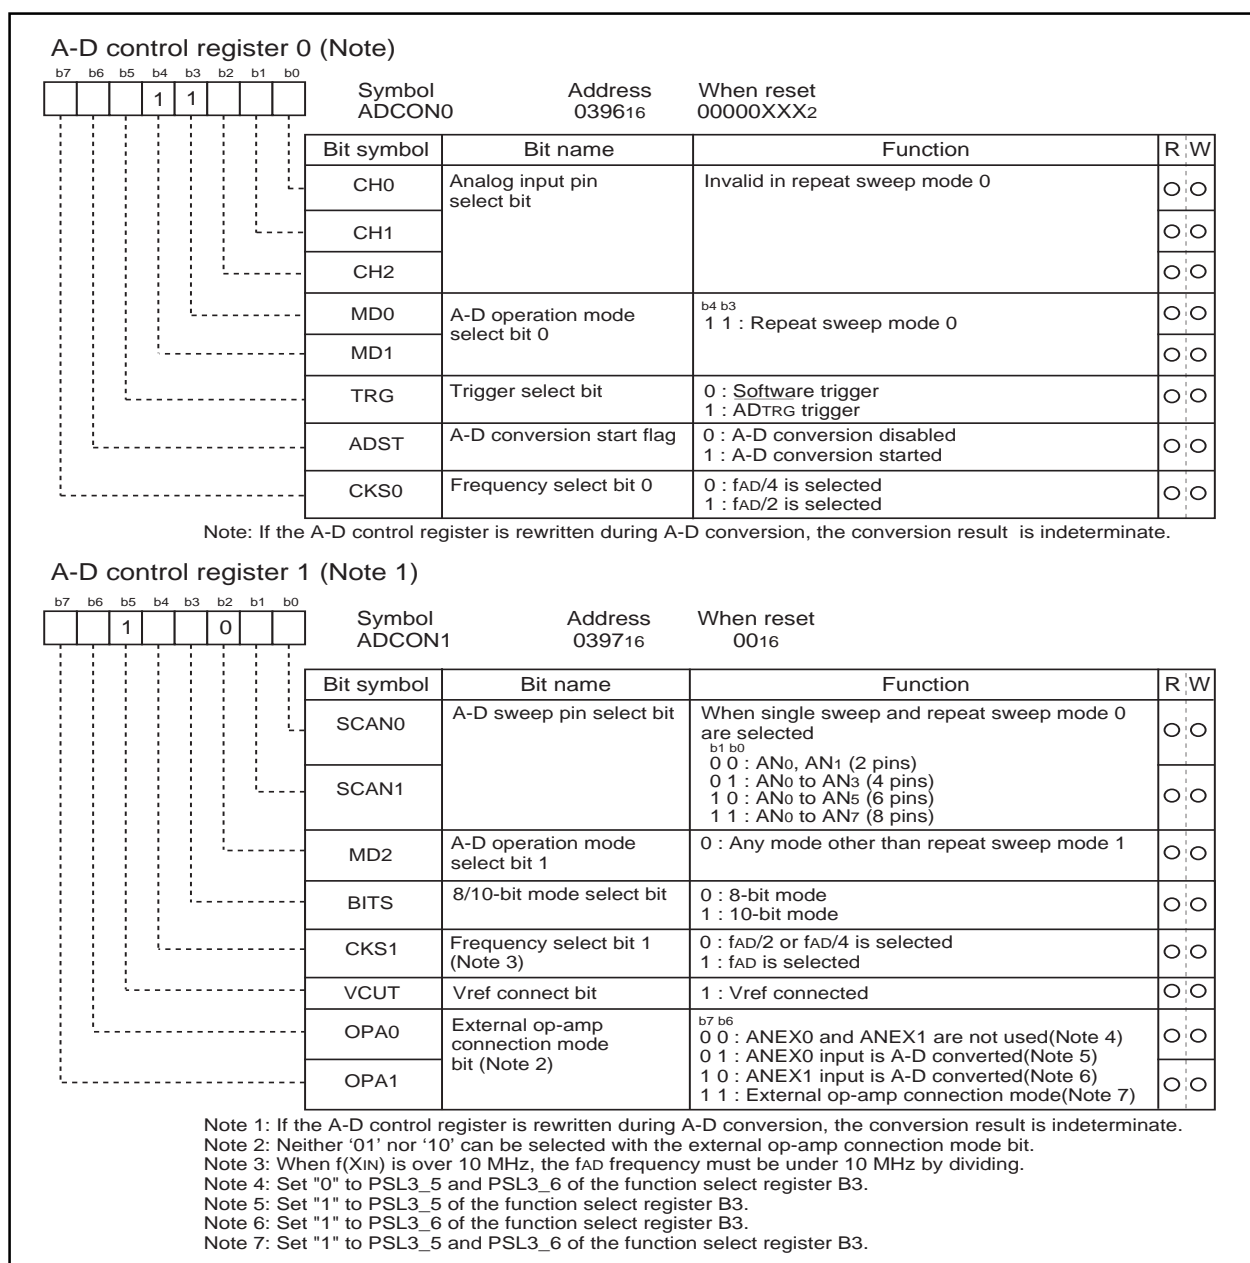 A-D control register 0 (Note)
b7 b6 b5 b4 b3 b2 b1 b0
1 1
Symbol Address When reset
ADCON0 039616 00000XXX2
Bit symbol Bit name Function R W
CH0 Analog input pin select bit Invalid in repeat sweep mode 0
CH1
CH2
MD0 A-D operation mode select bit 0 b4 b3
1 1 : Repeat sweep mode 0
MD1
TRG Trigger select bit 0 : Software trigger
1 : ADTRG trigger
ADST A-D conversion start flag 0 : A-D conversion disabled
1 : A-D conversion started
CKS0 Frequency select bit 0 0 : fAD/4 is selected
1 : fAD/2 is selected
Note: If the A-D control register is rewritten during A-D conversion, the conversion result is indeterminate.
A-D control register 1 (Note 1)
b7 b6 b5 b4 b3 b2 b1 b0
1 0
Symbol Address When reset
ADCON1 039716 0016
Bit symbol Bit name Function R W
SCAN0 A-D sweep pin select bit When single sweep and repeat sweep mode 0
are selected
b1 b0
0 0 : AN0, AN1 (2 pins)
SCAN1 0 1 : AN0 to AN3 (4 pins)
1 0 : AN0 to AN5 (6 pins)
1 1 : AN0 to AN7 (8 pins)
MD2 A-D operation mode select bit 1 0 : Any mode other than repeat sweep mode 1
BITS 8/10-bit mode select bit 0 : 8-bit mode
1 : 10-bit mode
CKS1 Frequency select bit 1 (Note 3) 0 : fAD/2 or fAD/4 is selected
1 : fAD is selected
VCUT Vref connect bit 1 : Vref connected
OPA0 External op-amp connection mode bit (Note 2) b7 b6
0 0 : ANEX0 and ANEX1 are not used(Note 4)
0 1 : ANEX0 input is A-D converted(Note 5)
OPA1 1 0 : ANEX1 input is A-D converted(Note 6)
1 1 : External op-amp connection mode(Note 7)
Note 1: If the A-D control register is rewritten during A-D conversion, the conversion result is indeterminate.
Note 2: Neither ‘01’ nor ‘10’ can be selected with the external op-amp connection mode bit.
Note 3: When f(XIN) is over 10 MHz, the fAD frequency must be under 10 MHz by dividing.
Note 4: Set "0" to PSL3_5 and PSL3_6 of the function select register B3.
Note 5: Set "1" to PSL3_5 of the function select register B3.
Note 6: Set "1" to PSL3_6 of the function select register B3.
Note 7: Set "1" to PSL3_5 and PSL3_6 of the function select register B3.